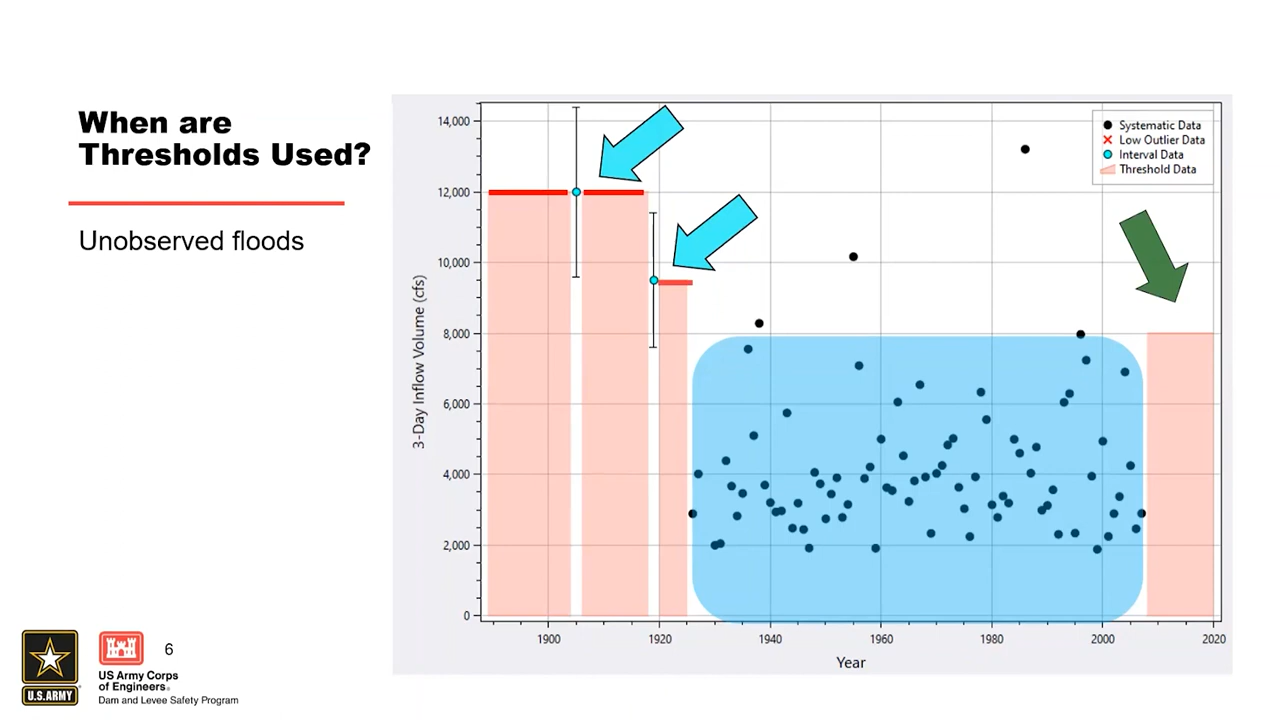 When are
Thresholds Used?
Unobserved floods
14,000
12,000
10,000
8,000
6,000
4,000
2,000
0
3-Day Inflow Volume (cfs)
1900
1920
1940
1960
1980
2000
2020
Year
Systematic Data
Low Outlier Data
Interval Data
Threshold Data
U.S.ARMY
US Army Corps
of Engineers®
Dam and Levee Safety Program
6